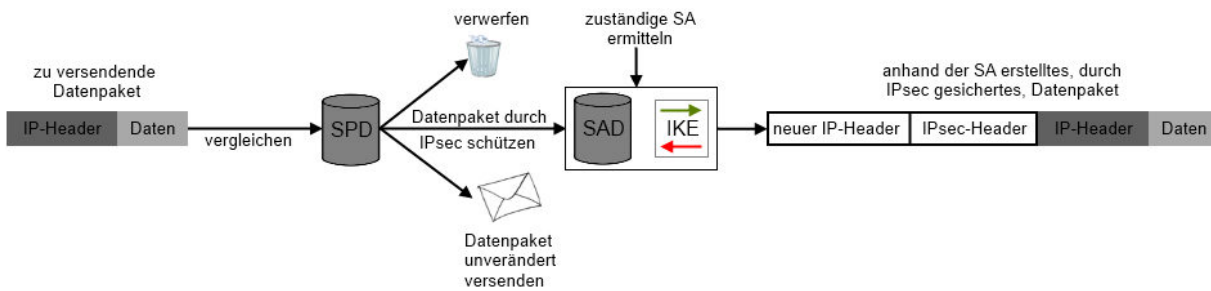 verwerfen
zuständige SA
ermitteln
zu versendende
Datenpaket
anhand der SA erstelltes, durch
IPsec gesichertes, Datenpaket
IP-Header
Daten
vergleichen
SPD
Datenpaket durch
IPsec schützen
SAD
IKE
neuer IP-Header
IPsec-Header
IP-Header
Daten
Datenpaket
unverändert
versenden